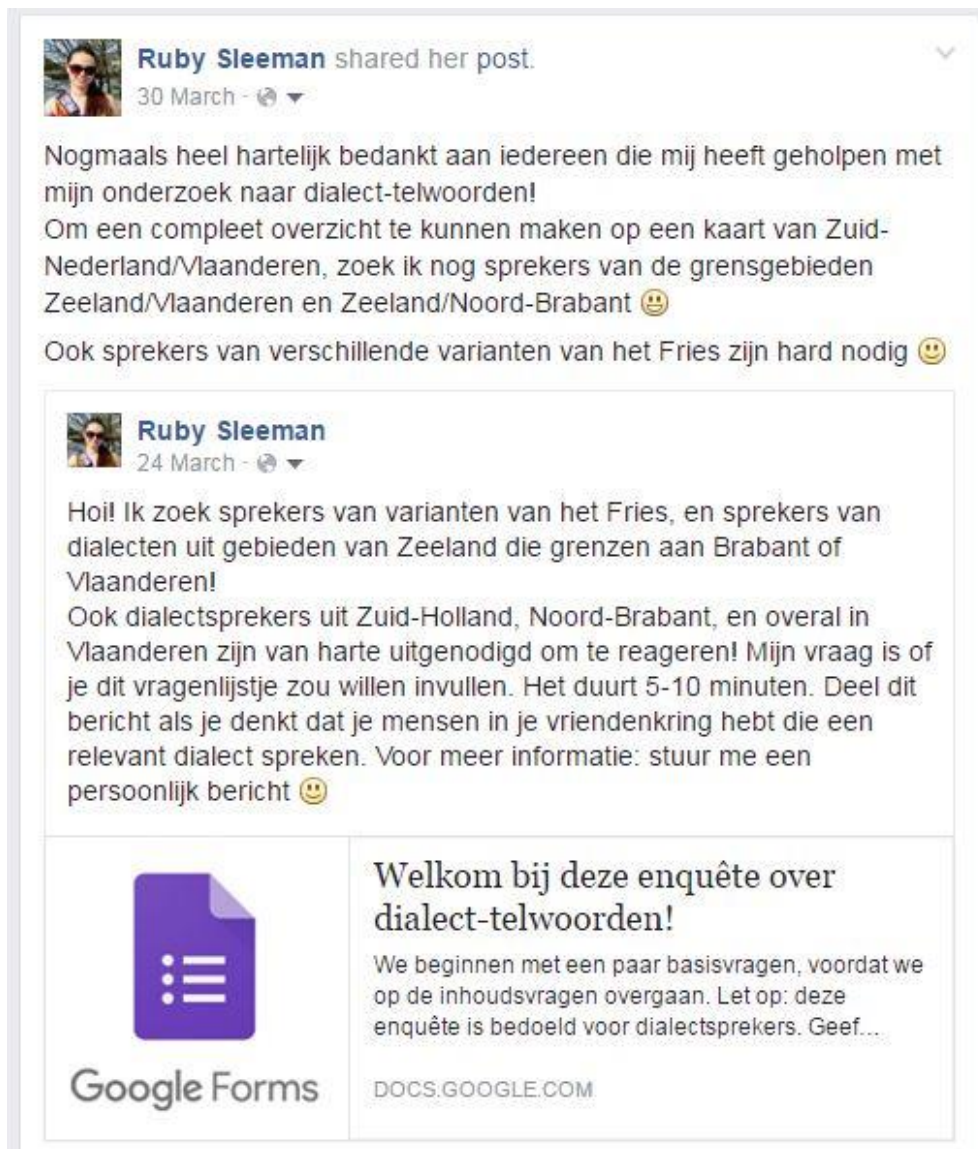 Ruby Sleeman shared her post.
30 March
Nogmaals heel hartelijk bedankt aan iedereen die mij heeft geholpen met
mijn onderzoek naar dialect-telwoorden!
Om een compleet overzicht te kunnen maken op een kaart van Zuid-
Nederland/Vlaanderen, zoek ik nog sprekers van de grensgebieden
Zeeland/Vlaanderen en Zeeland/Noord-Brabant 😃
Ook sprekers van verschillende varianten van het Fries zijn hard nodig 🙂
Ruby Sleeman
24 March
Hoi! Ik zoek sprekers van varianten van het Fries, en sprekers van
dialecten uit gebieden van Zeeland die grenzen aan Brabant of
Vlaanderen!
Ook dialectsprekers uit Zuid-Holland, Noord-Brabant, en overal in
Vlaanderen zijn van harte uitgenodigd om te reageren! Mijn vraag is of
je dit vragenlijstje zou willen invullen. Het duurt 5-10 minuten. Deel dit
bericht als je denkt dat je mensen in je vriendenkring hebt die een
relevant dialect spreken. Voor meer informatie: stuur me een
persoonlijk bericht 🙂
Google Forms
Welkom bij deze enquête over
dialect-telwoorden!
We beginnen met een paar basisvragen, voordat we
op de inhoudsvragen overgaan. Let op: deze
enquête is bedoeld voor dialectsprekers. Geef...
DOCS.GOOGLE.COM